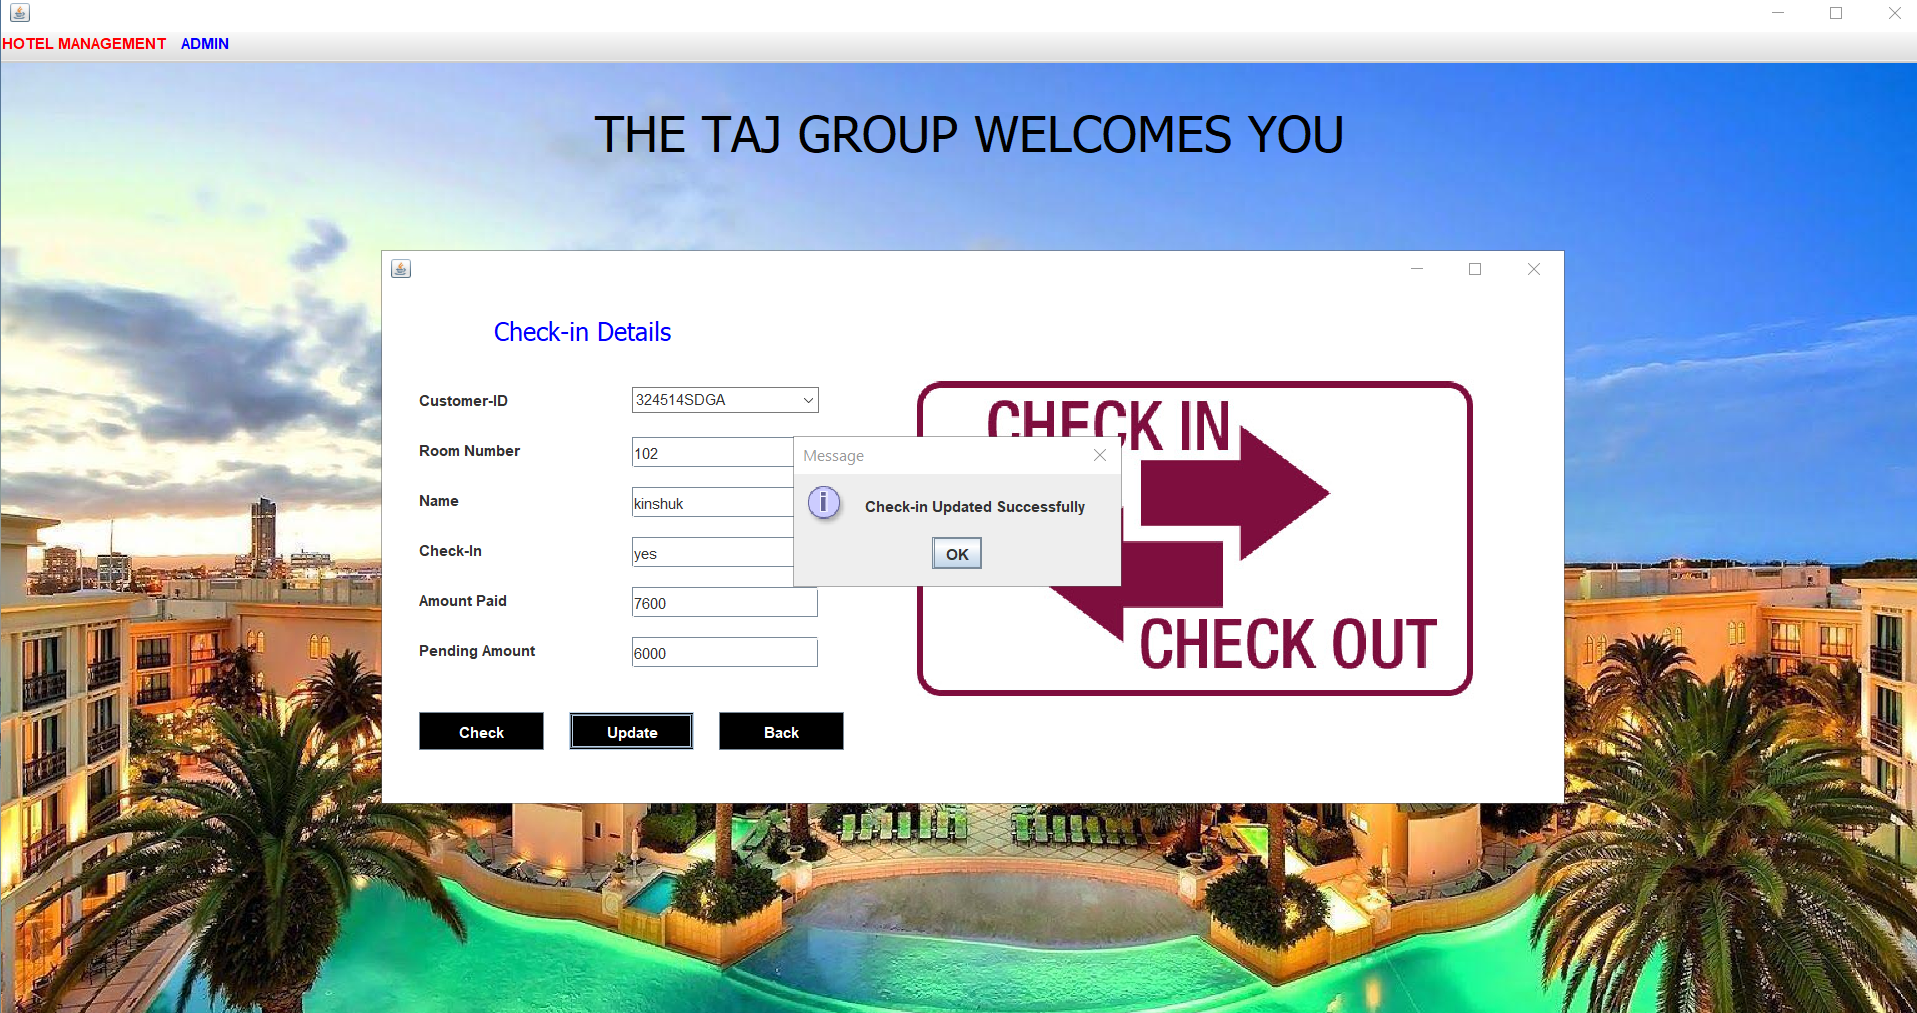 HOTEL MANAGEMENT ADMIN
THE TAJ GROUP WELCOMES YOU
Check-in Details
Customer-ID 324514SDGA
Room Number 102
Name kinshuk
Check-In yes
Amount Paid 7600
Pending Amount 6000
Check Update Back
CHECK IN
CHECK OUT
Message
Check-in Updated Successfully
OK